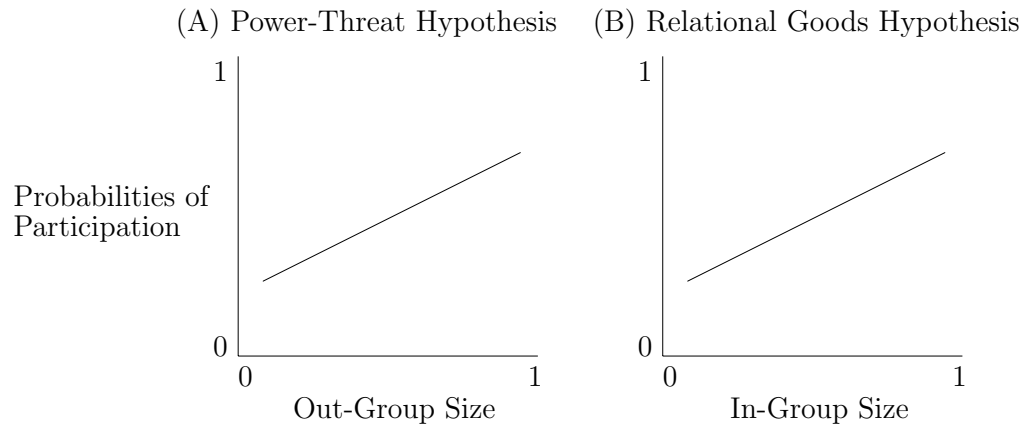 (A) Power-Threat Hypothesis
(B) Relational Goods Hypothesis
1
1
Probabilities of
Participation
0
0
0
1
0
1
Out-Group Size
In-Group Size